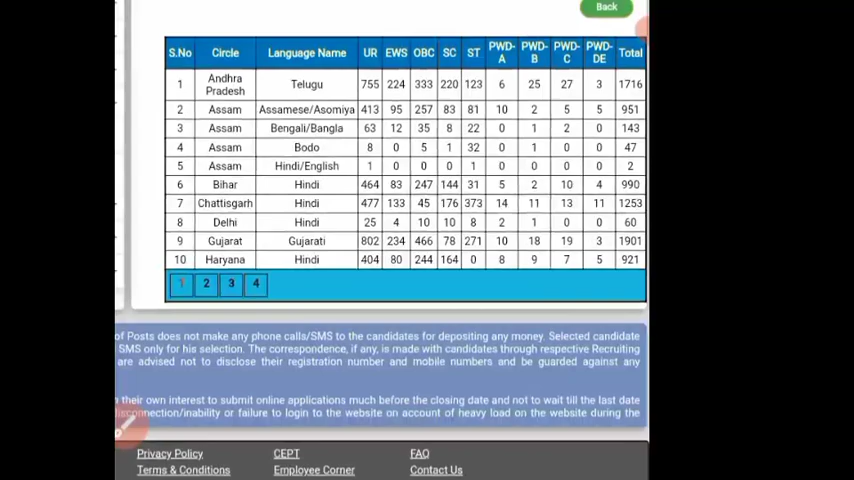 Back
S.No Circle Language Name UR EWS OBC SC ST PWD-A PWD-B PWD-C PWD-DE Total
1 Andhra Pradesh Telugu 755 224 333 220 123 6 25 27 3 1716
2 Assam Assamese/Asomiya 413 95 257 83 81 10 2 5 5 951
3 Assam Bengali/Bangla 63 12 35 8 22 0 1 2 0 143
4 Assam Bodo 8 0 5 1 32 0 1 0 0 47
5 Assam Hindi/English 1 0 0 0 1 0 0 0 0 2
6 Bihar Hindi 464 83 247 144 31 5 2 10 4 990
7 Chattisgarh Hindi 477 133 45 176 373 14 11 13 11 1253
8 Delhi Hindi 25 4 10 10 8 2 1 0 0 60
9 Gujarat Gujarati 802 234 466 78 271 10 18 19 3 1901
10 Haryana Hindi 404 80 244 164 0 8 9 7 5 921
1 2 3 4
of Posts does not make any phone calls/SMS to the candidates for depositing any money. Selected candidate
SMS only for his selection. The correspondence, if any, is made with candidates through respective Recruiting
are advised not to disclose their registration number and mobile numbers and be guarded against any
their own interest to submit online applications much before the closing date and not to wait till the last date
disconnection/inability or failure to login to the website on account of heavy load on the website during the
Privacy Policy CEPT FAQ
Terms & Conditions Employee Corner Contact Us